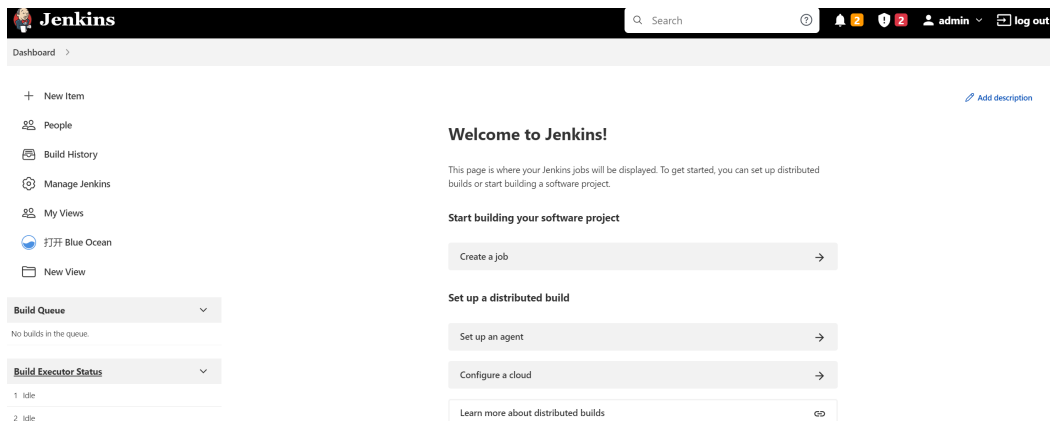 Jenkins
Search
2
2
admin
log out
Dashboard
New Item
People
Build History
Manage Jenkins
My Views
打开 Blue Ocean
New View
Build Queue
No builds in the queue.
Build Executor Status
1 Idle
2 Idle
Add description
Welcome to Jenkins!
This page is where your Jenkins jobs will be displayed. To get started, you can set up distributed
builds or start building a software project.
Start building your software project
Create a job
Set up a distributed build
Set up an agent
Configure a cloud
Learn more about distributed builds